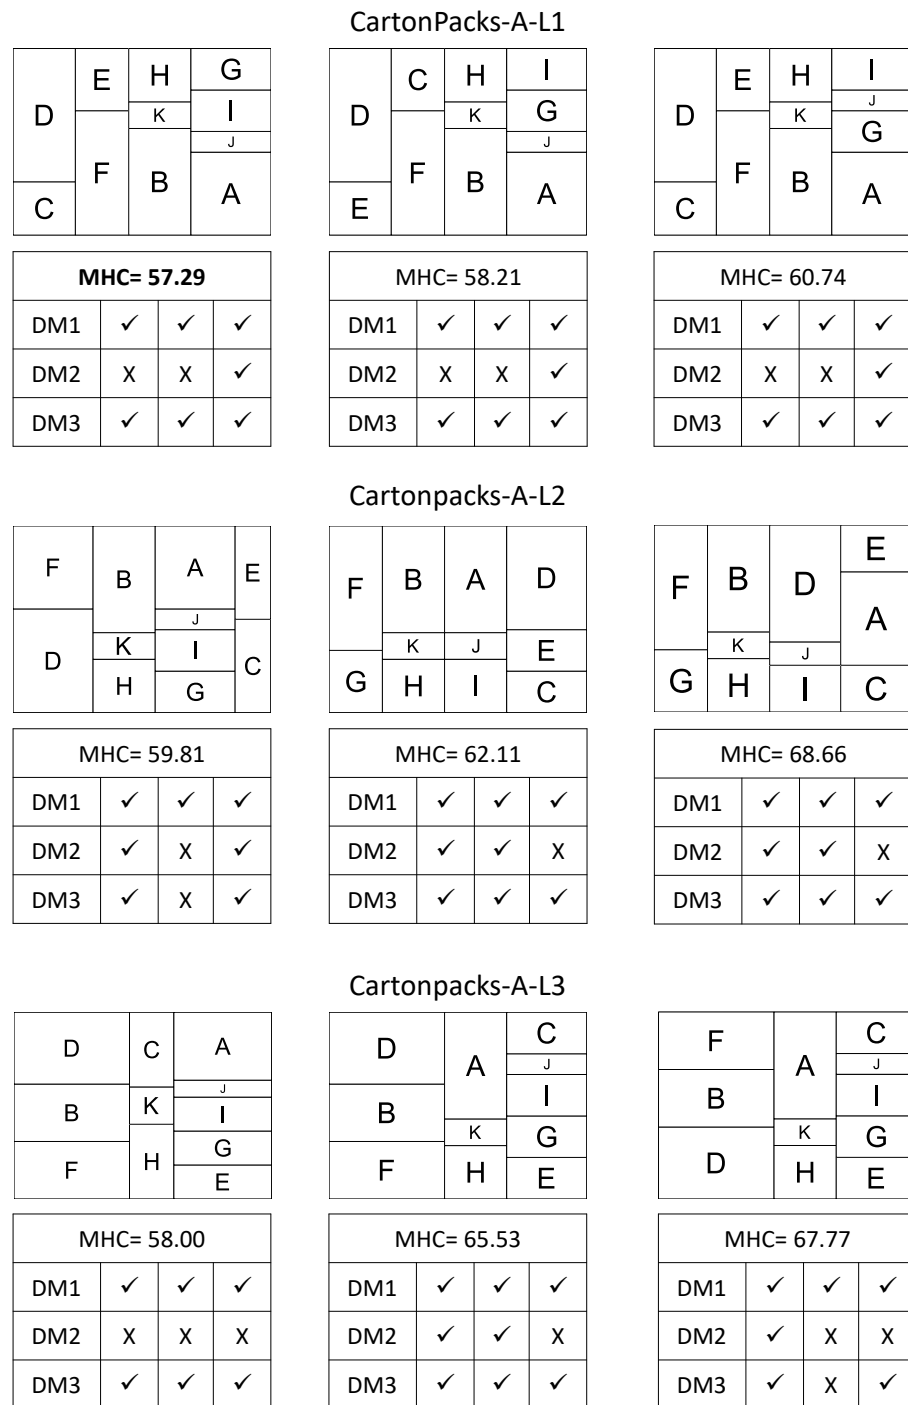 CartonPacks-A-L1
D E H G
K I
J
F B A
C
D C H I
K G
J
F B A
E
D E H I
K J
G
F B A
C
MHC= 57.29 MHC= 58.21 MHC= 60.74
DM1 ✓ ✓ ✓ DM1 ✓ ✓ ✓ DM1 ✓ ✓ ✓
DM2 X X ✓ DM2 X X ✓ DM2 X X ✓
DM3 ✓ ✓ ✓ DM3 ✓ ✓ ✓ DM3 ✓ ✓ ✓
Cartonpacks-A-L2
F B A E
J
D K I C
H G
F B A D
K J E
G H I C
F B D E
A
K J
G H I C
MHC= 59.81 MHC= 62.11 MHC= 68.66
DM1 ✓ ✓ ✓ DM1 ✓ ✓ ✓ DM1 ✓ ✓ ✓
DM2 ✓ X ✓ DM2 ✓ ✓ X DM2 ✓ ✓ X
DM3 ✓ X ✓ DM3 ✓ ✓ ✓ DM3 ✓ ✓ ✓
Cartonpacks-A-L3
D C A
J
B K I
G
F H E
D A C
J
B I
K G
F H E
F A C
J
B I
K G
D H E
MHC= 58.00 MHC= 65.53 MHC= 67.77
DM1 ✓ ✓ ✓ DM1 ✓ ✓ ✓ DM1 ✓ ✓ ✓
DM2 X X X DM2 ✓ ✓ X DM2 ✓ X X
DM3 ✓ ✓ ✓ DM3 ✓ ✓ ✓ DM3 ✓ X ✓